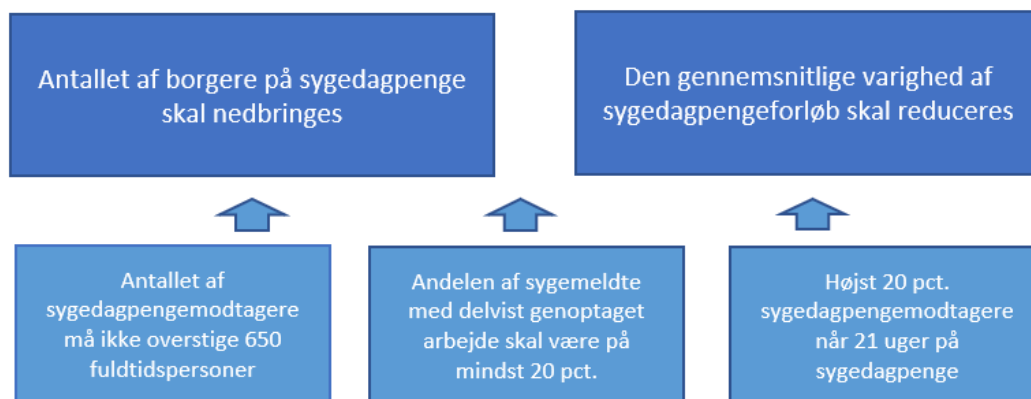 Antallet af borgere på sygedagpenge
skal nedbringes
Den gennemsnitlige varighed af
sygedagpengeforløb skal reduceres
Antallet af
sygedagpengemodtagere
må ikke overstige 650
fuldtidspersoner
Andelen af sygemeldte
med delvist genoptaget
arbejde skal være på
mindst 20 pct.
Højst 20 pct.
sygedagpengemodtagere
når 21 uger på
sygedagpenge